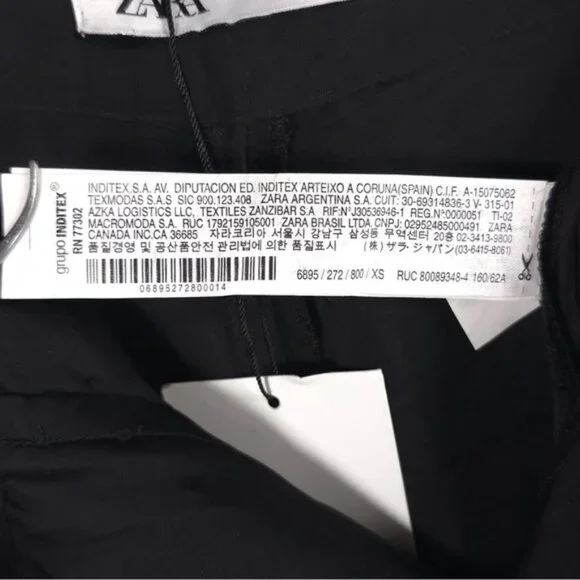 ZARA
grupo INDITEX®
RN 77302
INDITEX,S.A. AV. DIPUTACION ED. INDITEX ARTEIXO A CORUNA(SPAIN) C.I.F. A-15075062
TEXMODAS S.A.S SIC 900.123.408 ZARA ARGENTINA S.A. CUIT: 30-69314836-3 V- 315-01
AZKA LOGISTICS LLC, TEXTILES ZANZIBAR S.A RIF:N°J30536946-1 REG.N°0000051 TI-02
MACROMODA S.A. RUC 1792159105001 ZARA BRASIL LTDA. CNPJ: 02952485000491 ZARA
CANADA INC.CA 36685 자라코리아 서울시 강남구 삼성동 무역센터 20층 02-3413-9800
품질경영 및 공산품안전 관리법에 의한 품질표시 (株) ザラ・ジャパン (03-6415-8061)
6895 / 272 / 800 / XS RUC 80089348-4 160/62A
06895272800014